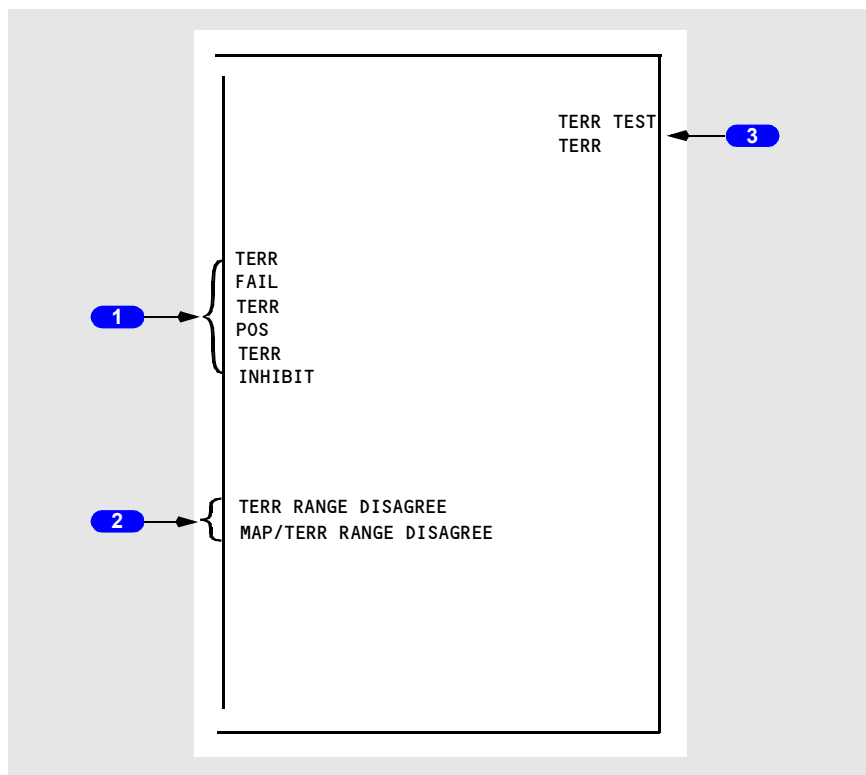 TERR TEST
TERR
3
TERR
FAIL
TERR
POS
TERR
INHIBIT
1
TERR RANGE DISAGREE
MAP/TERR RANGE DISAGREE
2